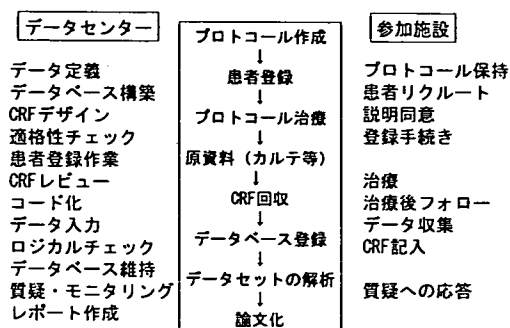 データセンター
データ定義
データベース構築
CRFデザイン
適格性チェック
患者登録作業
CRFレビュー
コード化
データ入力
ロジカルチェック
データベース維持
質疑・モニタリング
レポート作成
プロトコール作成
↓
患者登録
↓
プロトコール治療
↓
原資料（カルテ等）
↓
CRF回収
↓
データベース登録
↓
データセットの解析
↓
論文化
参加施設
プロトコール保持
患者リクルート
説明同意
登録手続き
治療
治療後フォロー
データ収集
CRF記入
質疑への応答